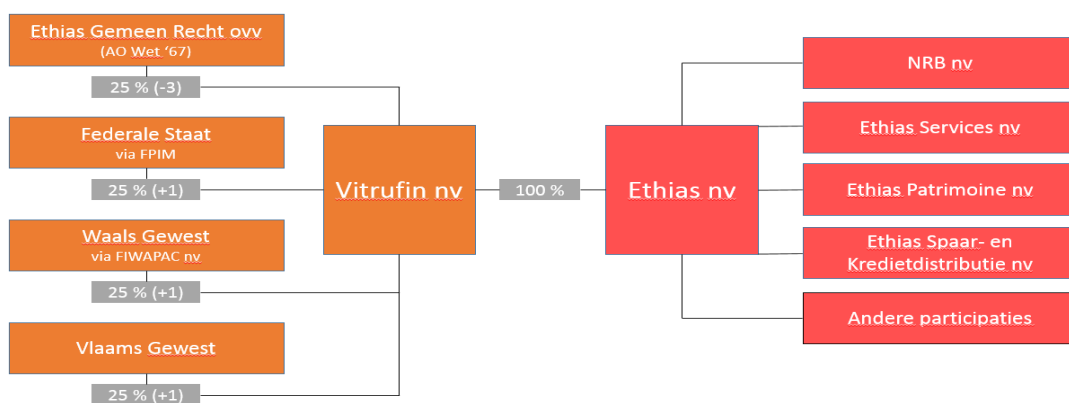 Ethias Gemeen Recht ovv
(AO Wet ‘67)
25 % (-3)
Federale Staat
via FPIM
25 % (+1)
Waals Gewest
via FIWAPAC nv
25 % (+1)
Vlaams Gewest
25 % (+1)
Vitrufin nv
100 %
Ethias nv
NRB nv
Ethias Services nv
Ethias Patrimoine nv
Ethias Spaar- en
Kredietdistributie nv
Andere participaties